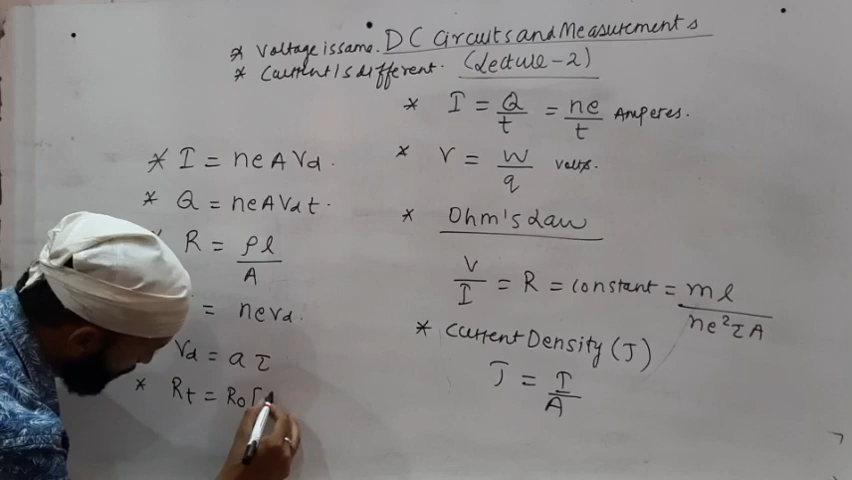 DC Circuits and Measurements
(Lecture-2)
* Voltage is same.
* Current is different.
* I = Q/t = ne/t Amperes.
* V = W/q volts.
* Ohm's Law
V/I = R = constant = ml/ne²τA
* Current Density (J)
J = I/A
* I = neAVd.
* Q = neAVdt.
R = ρl/A
= neVd.
Vd = aτ
* Rt = R0[